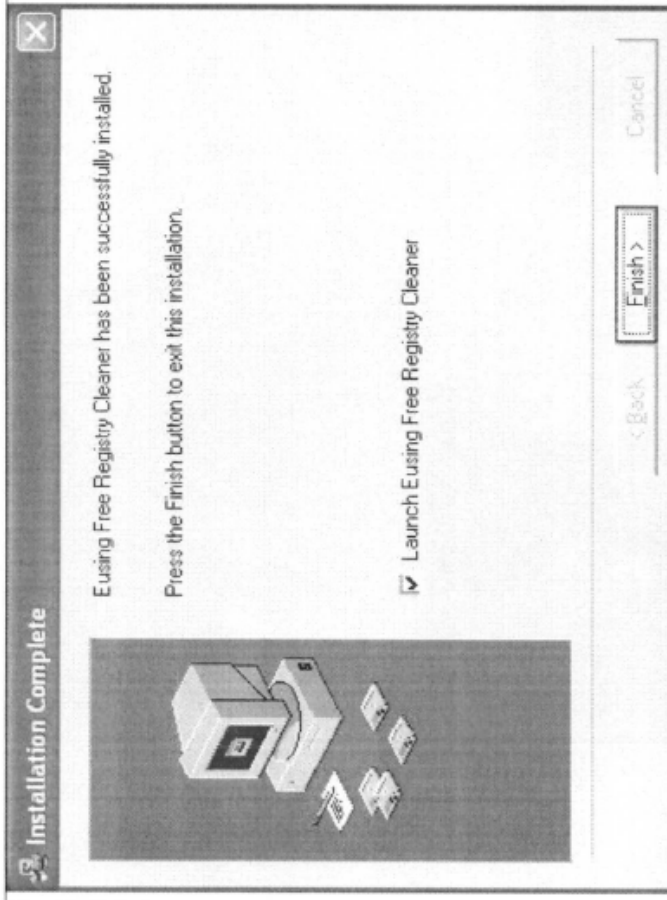 Installation Complete
Eusing Free Registry Cleaner has been successfully installed.
Press the Finish button to exit this installation.
Launch Eusing Free Registry Cleaner
< Back
Finish >
Cancel